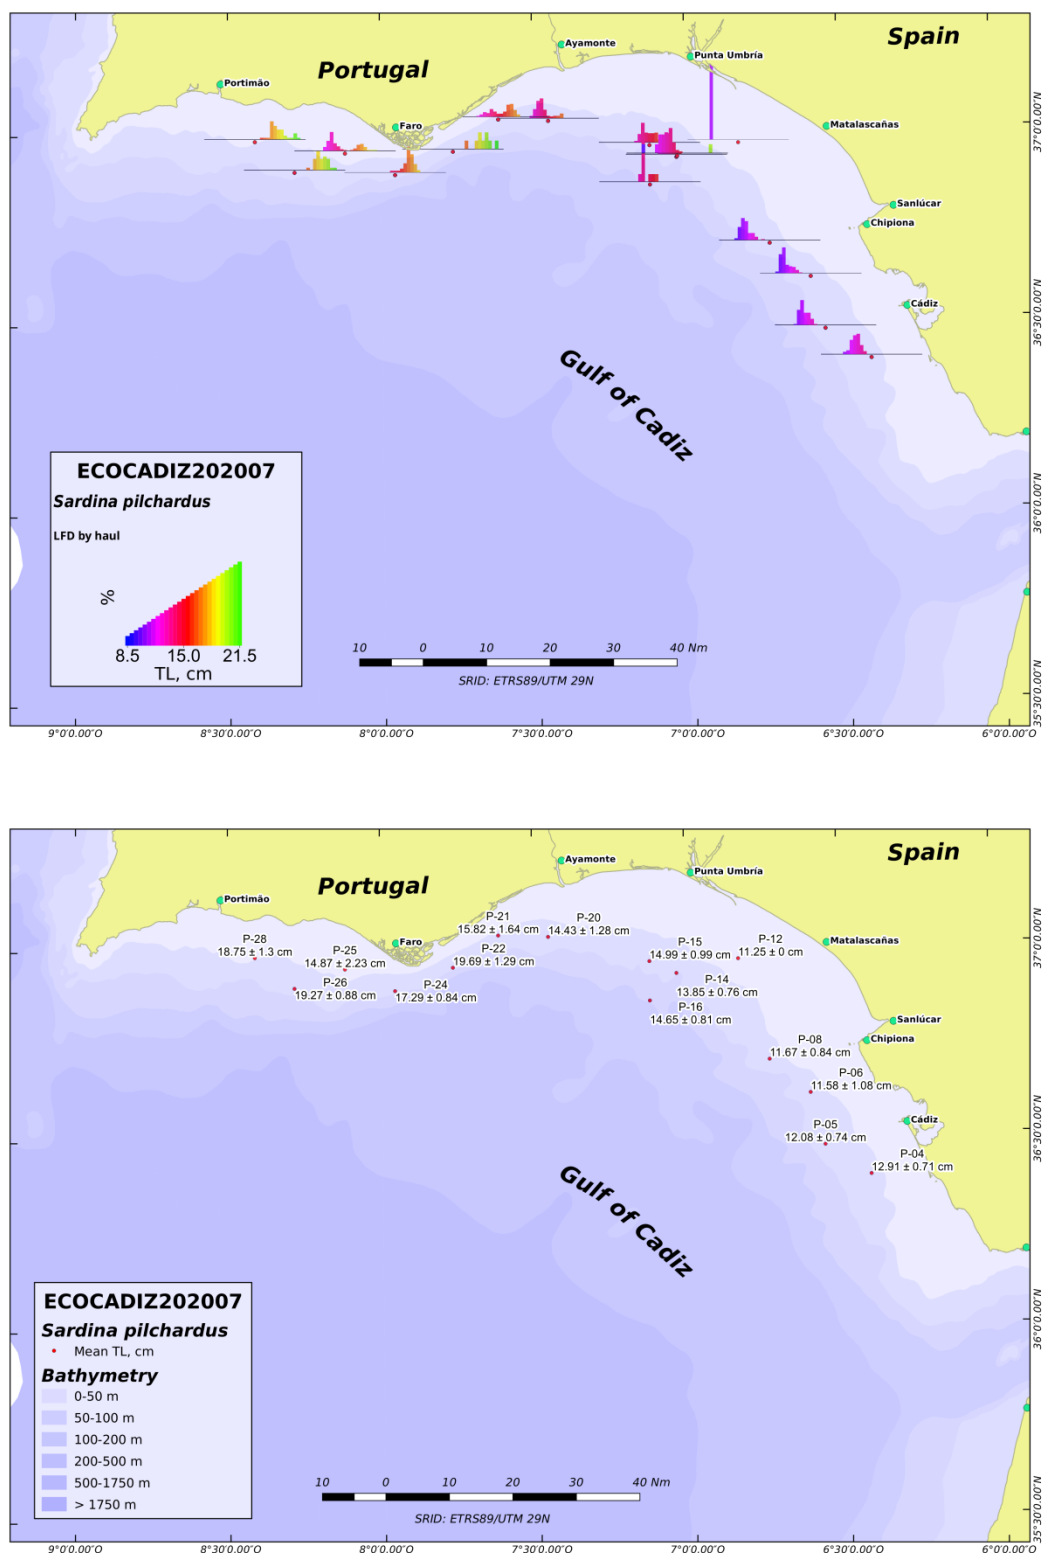 Spain
Ayamonte
Punta Umbría
Portugal
Portimão
Faro
Matalascañas
Sanlúcar
Chipiona
Cádiz
Gulf of Cadiz
ECOCADIZ202007
Sardina pilchardus
LFD by haul
%
8.5 15.0 21.5
TL, cm
10 0 10 20 30 40 Nm
SRID: ETRS89/UTM 29N
37°0'0.00"N
36°30'0.00"N
36°0'0.00"N
35°30'0.00"N
9°0'0.00"O 8°30'0.00"O 8°0'0.00"O 7°30'0.00"O 7°0'0.00"O 6°30'0.00"O 6°0'0.00"O
Spain
Ayamonte
Punta Umbría
Portugal
Portimão
P-21
15.82 ± 1.64 cm
P-20
14.43 ± 1.28 cm
Faro
Matalascañas
P-28
18.75 ± 1.3 cm
P-25
14.87 ± 2.23 cm
P-22
19.69 ± 1.29 cm
P-15
14.99 ± 0.99 cm
P-12
11.25 ± 0 cm
P-26
19.27 ± 0.88 cm
P-24
17.29 ± 0.84 cm
P-14
13.85 ± 0.76 cm
P-16
14.65 ± 0.81 cm
Sanlúcar
Chipiona
P-08
11.67 ± 0.84 cm
P-06
11.58 ± 1.08 cm
Cádiz
P-05
12.08 ± 0.74 cm
P-04
12.91 ± 0.71 cm
Gulf of Cadiz
ECOCADIZ202007
Sardina pilchardus
Mean TL, cm
Bathymetry
0-50 m
50-100 m
100-200 m
200-500 m
500-1750 m
> 1750 m
10 0 10 20 30 40 Nm
SRID: ETRS89/UTM 29N
37°0'0.00"N
36°30'0.00"N
36°0'0.00"N
35°30'0.00"N
9°0'0.00"O 8°30'0.00"O 8°0'0.00"O 7°30'0.00"O 7°0'0.00"O 6°30'0.00"O 6°0'0.00"O